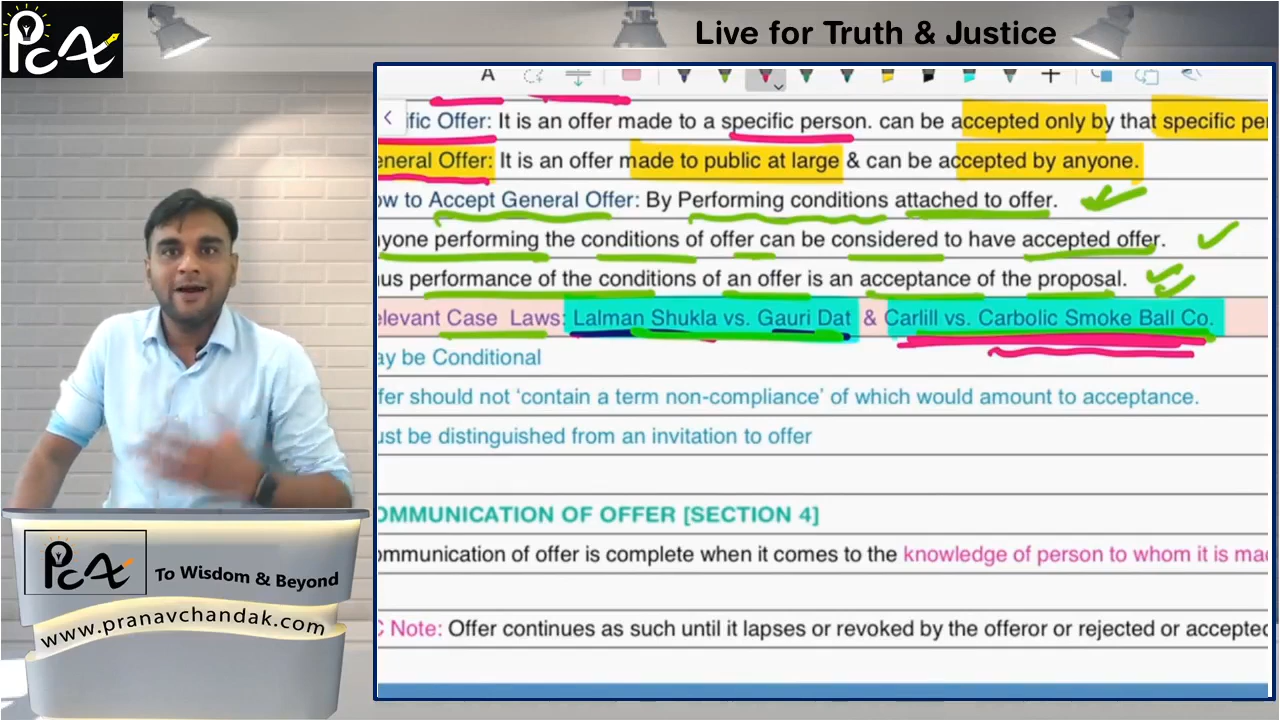 PCA
Live for Truth & Justice
A
ific Offer: It is an offer made to a specific person. can be accepted only by that specific pe
eneral Offer: It is an offer made to public at large & can be accepted by anyone.
ow to Accept General Offer: By Performing conditions attached to offer.
nyone performing the conditions of offer can be considered to have accepted offer.
us performance of the conditions of an offer is an acceptance of the proposal.
elevant Case Laws: Lalman Shukla vs. Gauri Dat & Carlill vs. Carbolic Smoke Ball Co.
ay be Conditional
fer should not ‘contain a term non-compliance’ of which would amount to acceptance.
ust be distinguished from an invitation to offer
OMMUNICATION OF OFFER [SECTION 4]
ommunication of offer is complete when it comes to the knowledge of person to whom it is mad
C Note: Offer continues as such until it lapses or revoked by the offeror or rejected or accepted
PCA To Wisdom & Beyond
www.pranavchandak.com